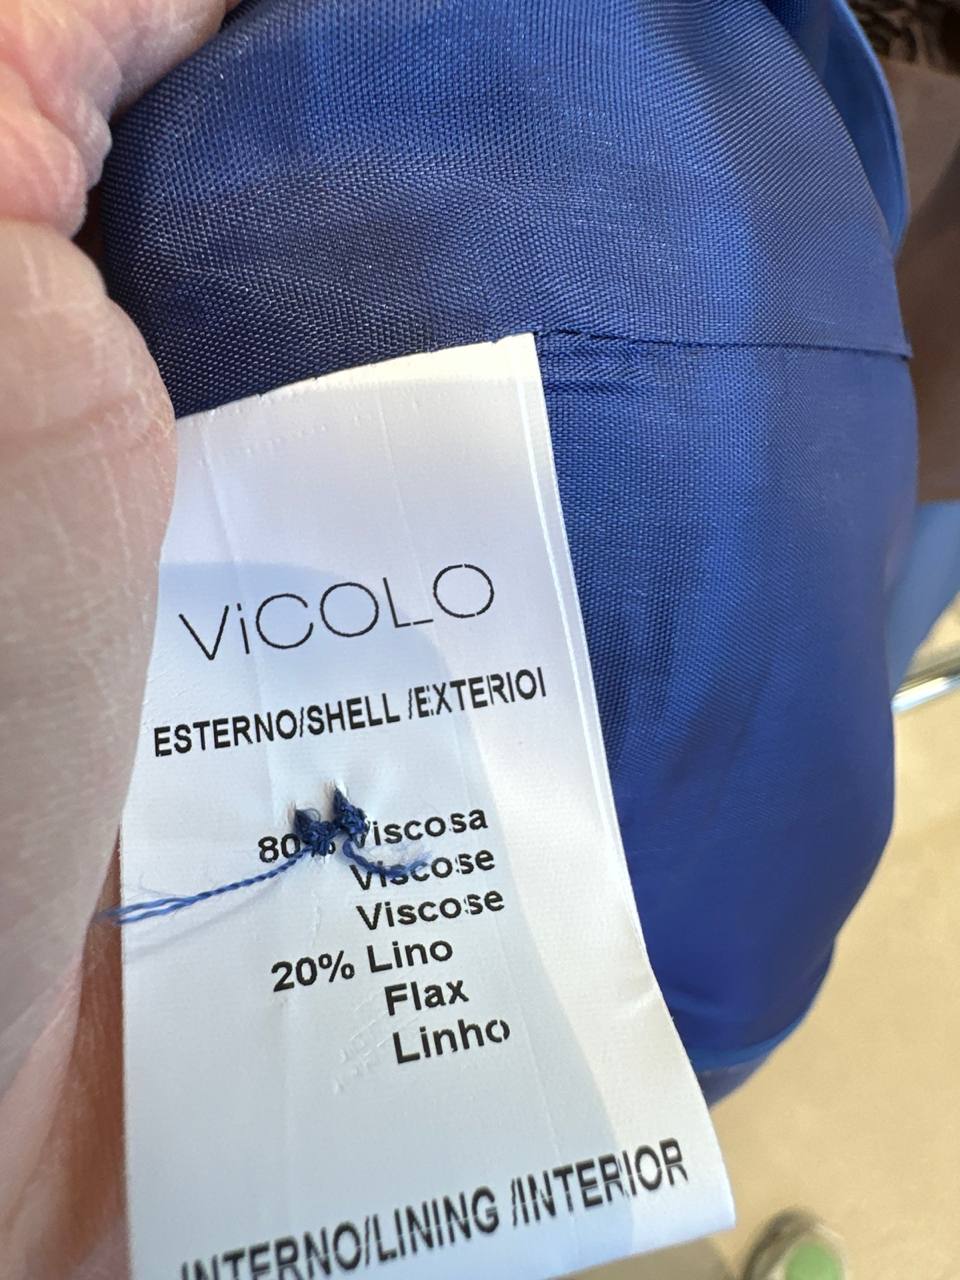 ViCOLO
ESTERNO/SHELL /EXTERIOI
80% Viscosa
Viscose
Viscose
20% Lino
Flax
Linho
INTERNO/LINING /INTERIOR